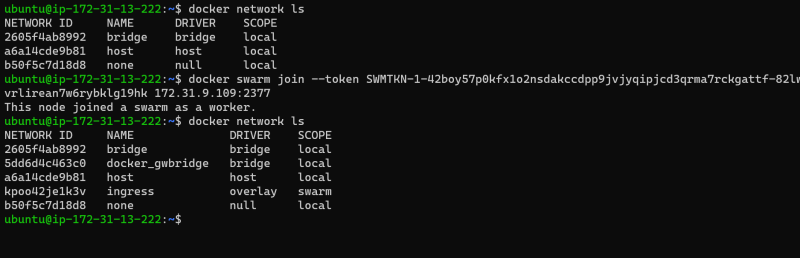 ubuntu@ip-172-31-13-222:~$ docker network ls
NETWORK ID     NAME      DRIVER    SCOPE
2605f4ab8992   bridge    bridge    local
a6a14cde9b81   host      host      local
b50f5c7d18d8   none      null      local
ubuntu@ip-172-31-13-222:~$ docker swarm join --token SWMTKN-1-42boy57p0kfx1o2nsdakccdpp9jvjyqipjcd3qrma7rckgattf-82lw
vrlirean7w6rybklg19hk 172.31.9.109:2377
This node joined a swarm as a worker.
ubuntu@ip-172-31-13-222:~$ docker network ls
NETWORK ID     NAME              DRIVER    SCOPE
2605f4ab8992   bridge            bridge    local
5dd6d4c463c0   docker_gwbridge   bridge    local
a6a14cde9b81   host              host      local
kpoo42je1k3v   ingress           overlay   swarm
b50f5c7d18d8   none              null      local
ubuntu@ip-172-31-13-222:~$